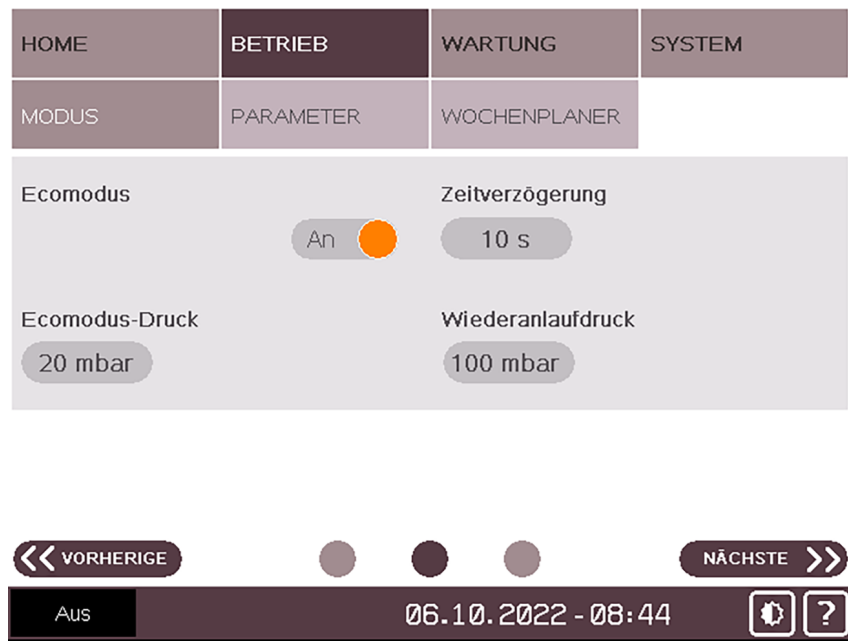 HOME BETRIEB WARTUNG SYSTEM
MODUS PARAMETER WOCHENPLANER
Ecomodus Zeitverzögerung
An 10 s
Ecomodus-Druck Wiederanlaufdruck
20 mbar 100 mbar
VORHERIGE NÄCHSTE
Aus 06.10.2022 - 08:44 ?